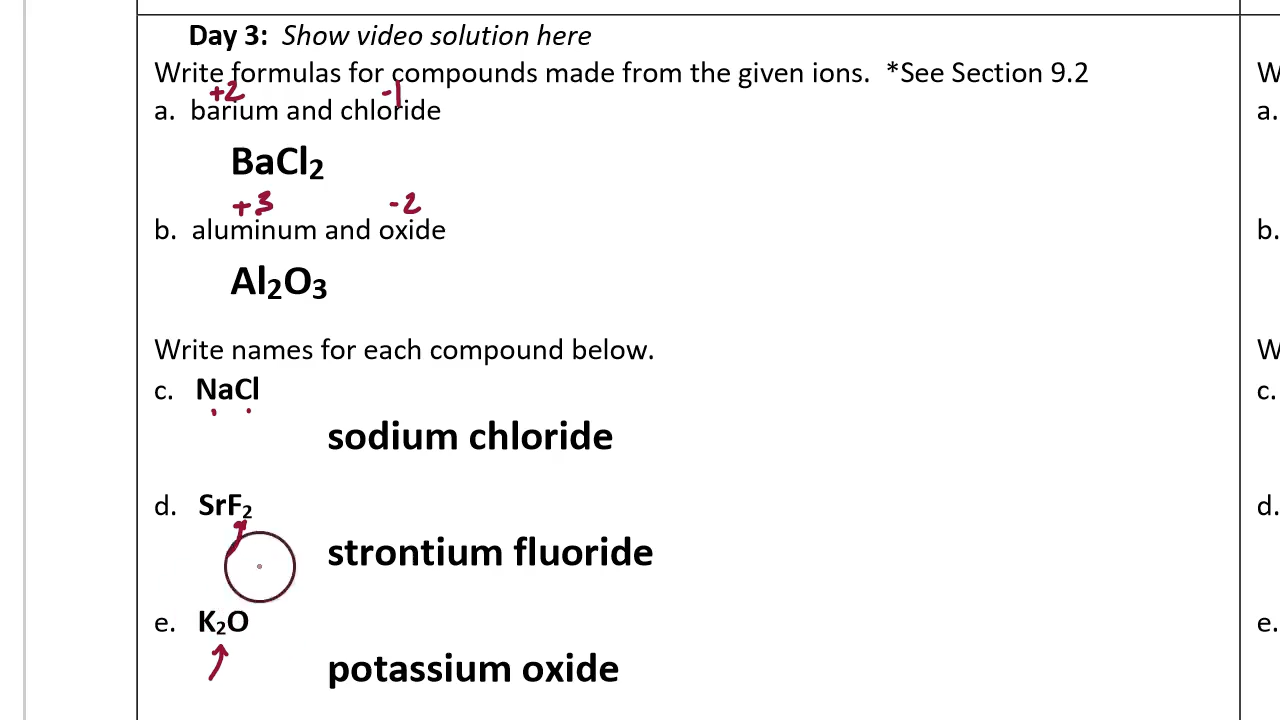 Day 3: Show video solution here
Write formulas for compounds made from the given ions. *See Section 9.2
W
+2 -1
a. barium and chloride
a.
BaCl₂
+3 -2
b. aluminum and oxide
b.
Al₂O₃
Write names for each compound below.
W
c. NaCl
c.
sodium chloride
d. SrF₂
d.
strontium fluoride
e. K₂O
e.
potassium oxide